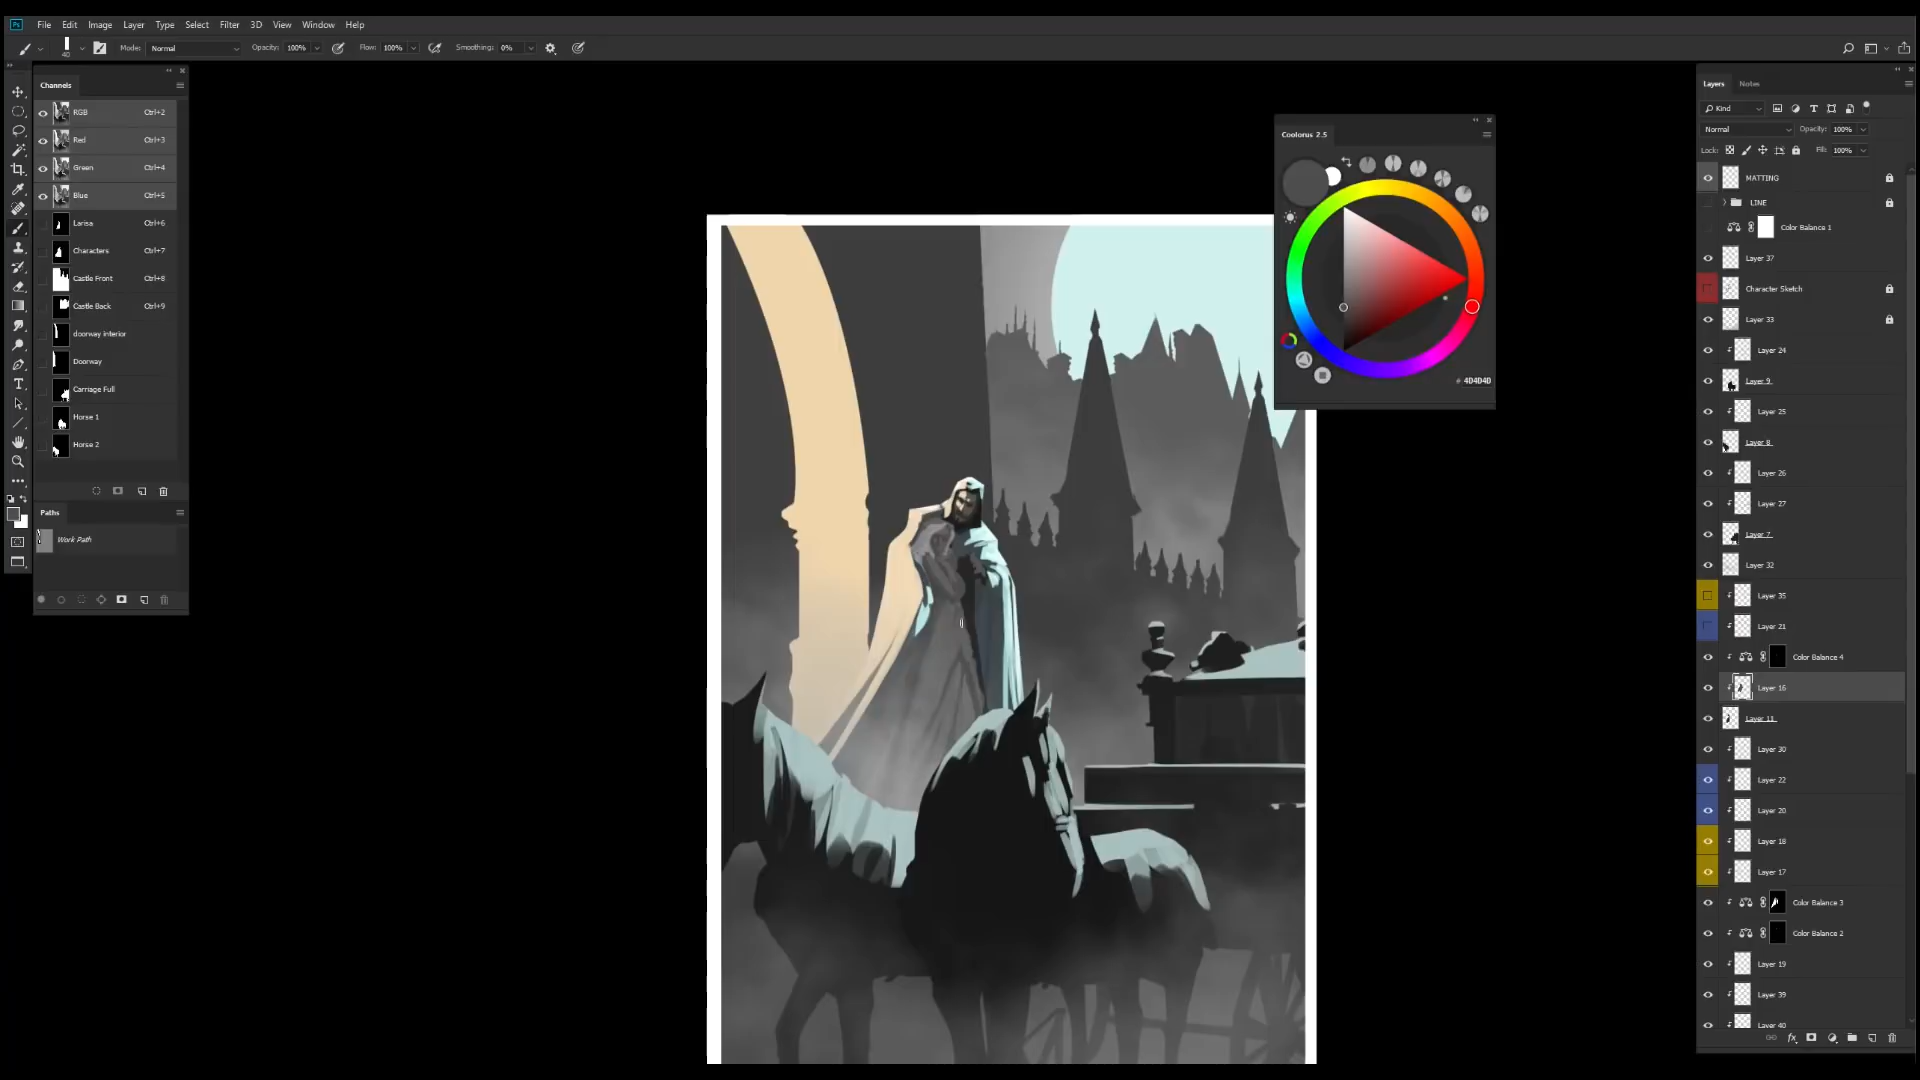 Ps File Edit Image Layer Type Select Filter 3D View Window Help
40 Mode: Normal Opacity: 100% Flow: 100% Smoothing: 0%
Channels
RGB Ctrl+2
Red Ctrl+3
Green Ctrl+4
Blue Ctrl+5
Larisa Ctrl+6
Characters Ctrl+7
Castle Front Ctrl+8
Castle Back Ctrl+9
doorway interior
Doorway
Carriage Full
Horse 1
Horse 2
Paths
Work Path
Coolorus 2.5
# 4D4D4D
Layers Notes
Kind
Normal Opacity: 100%
Lock: Fill: 100%
MATTING
LINE
Color Balance 1
Layer 37
Character Sketch
Layer 33
Layer 24
Layer 9
Layer 25
Layer 8
Layer 26
Layer 27
Layer 7
Layer 32
Layer 35
Layer 21
Color Balance 4
Layer 16
Layer 11
Layer 30
Layer 22
Layer 20
Layer 18
Layer 17
Color Balance 3
Color Balance 2
Layer 19
Layer 39
Layer 40
fx